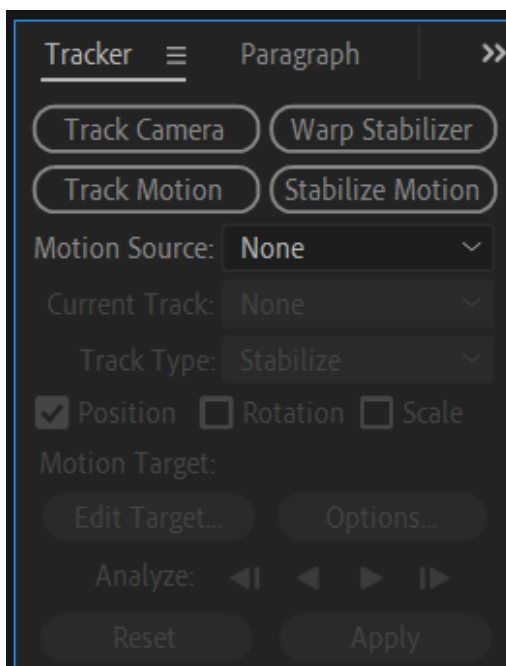 Tracker Paragraph
Track Camera Warp Stabilizer
Track Motion Stabilize Motion
Motion Source: None
Current Track: None
Track Type: Stabilize
Position Rotation Scale
Motion Target:
Edit Target... Options...
Analyze:
Reset Apply